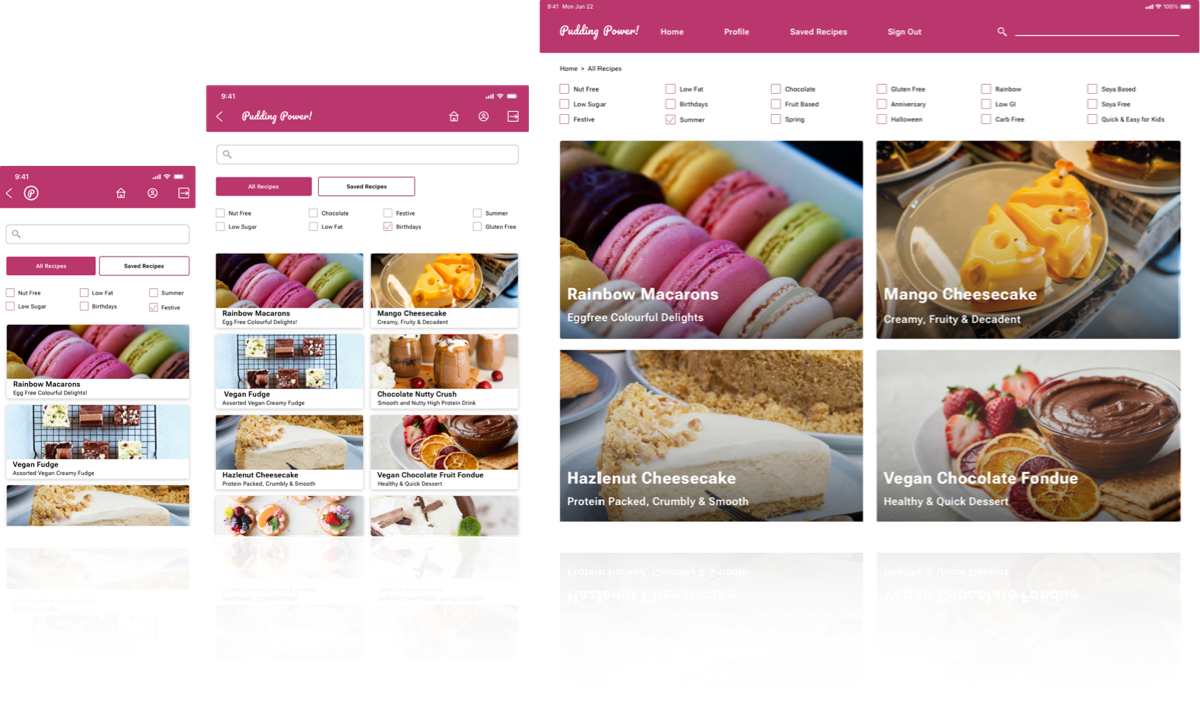 9:41
All Recipes
Saved Recipes
Nut Free
Low Fat
Summer
Low Sugar
Birthdays
Festive
Rainbow Macarons
Egg Free Colourful Delights!
Vegan Fudge
Assorted Vegan Creamy Fudge
9:41
Pudding Power!
All Recipes
Saved Recipes
Nut Free
Chocolate
Festive
Summer
Low Sugar
Low Fat
Birthdays
Gluten Free
Rainbow Macarons
Egg Free Colourful Delights!
Mango Cheesecake
Creamy, Fruity & Decadent
Vegan Fudge
Assorted Vegan Creamy Fudge
Chocolate Nutty Crush
Smooth and Nutty High Protein Drink
Hazlenut Cheesecake
Protein Packed, Crumbly & Smooth
Vegan Chocolate Fruit Fondue
Healthy & Quick Dessert
9:41 Mon Jun 22
100%
Pudding Power!
Home
Profile
Saved Recipes
Sign Out
Home > All Recipes
Nut Free
Low Fat
Chocolate
Gluten Free
Rainbow
Soya Based
Low Sugar
Birthdays
Fruit Based
Anniversary
Low GI
Soya Free
Festive
Summer
Spring
Halloween
Carb Free
Quick & Easy for Kids
Rainbow Macarons
Eggfree Colourful Delights
Mango Cheesecake
Creamy, Fruity & Decadent
Hazlenut Cheesecake
Protein Packed, Crumbly & Smooth
Vegan Chocolate Fondue
Healthy & Quick Dessert